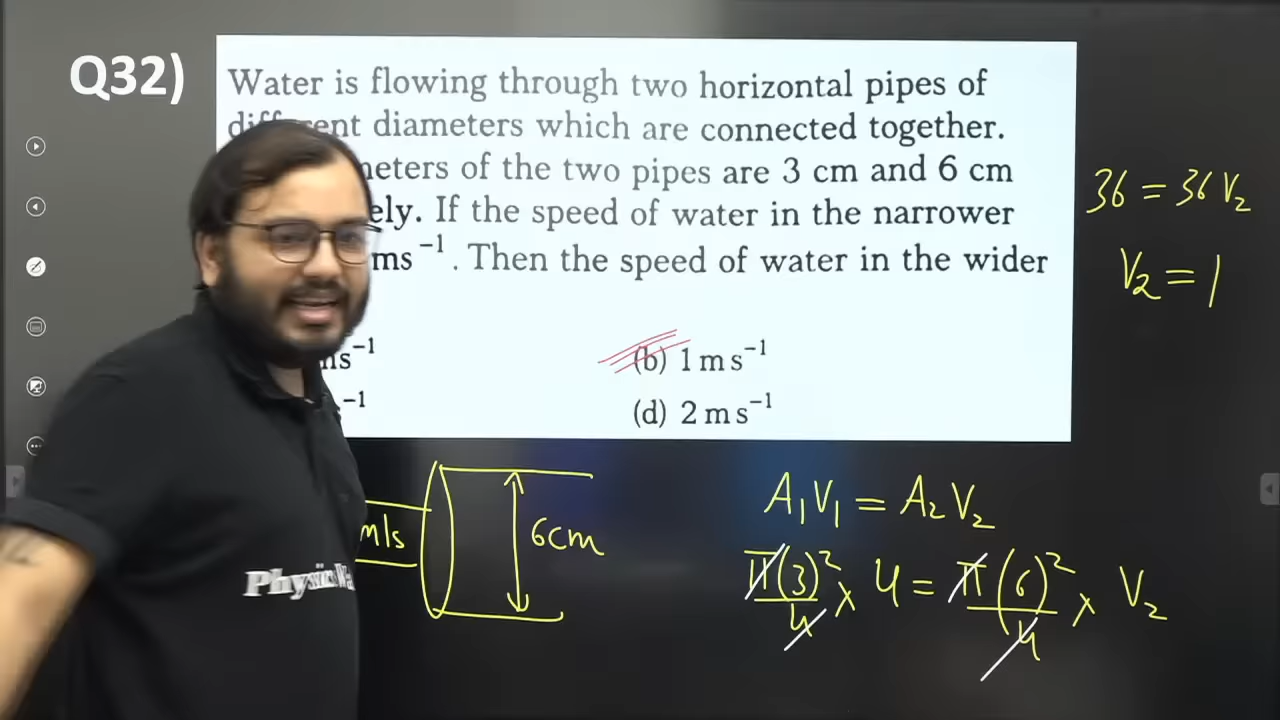 Q32)
Water is flowing through two horizontal pipes of
different diameters which are connected together.
meters of the two pipes are 3 cm and 6 cm
ely. If the speed of water in the narrower
ms⁻¹. Then the speed of water in the wider
ms⁻¹
(b) 1 m s⁻¹
⁻¹
(d) 2 m s⁻¹
36 = 36 V₂
V₂ = 1
m/s
6cm
A₁V₁ = A₂V₂
π(3)²/4 × 4 = π(6)²/4 × V₂
Physics Wa